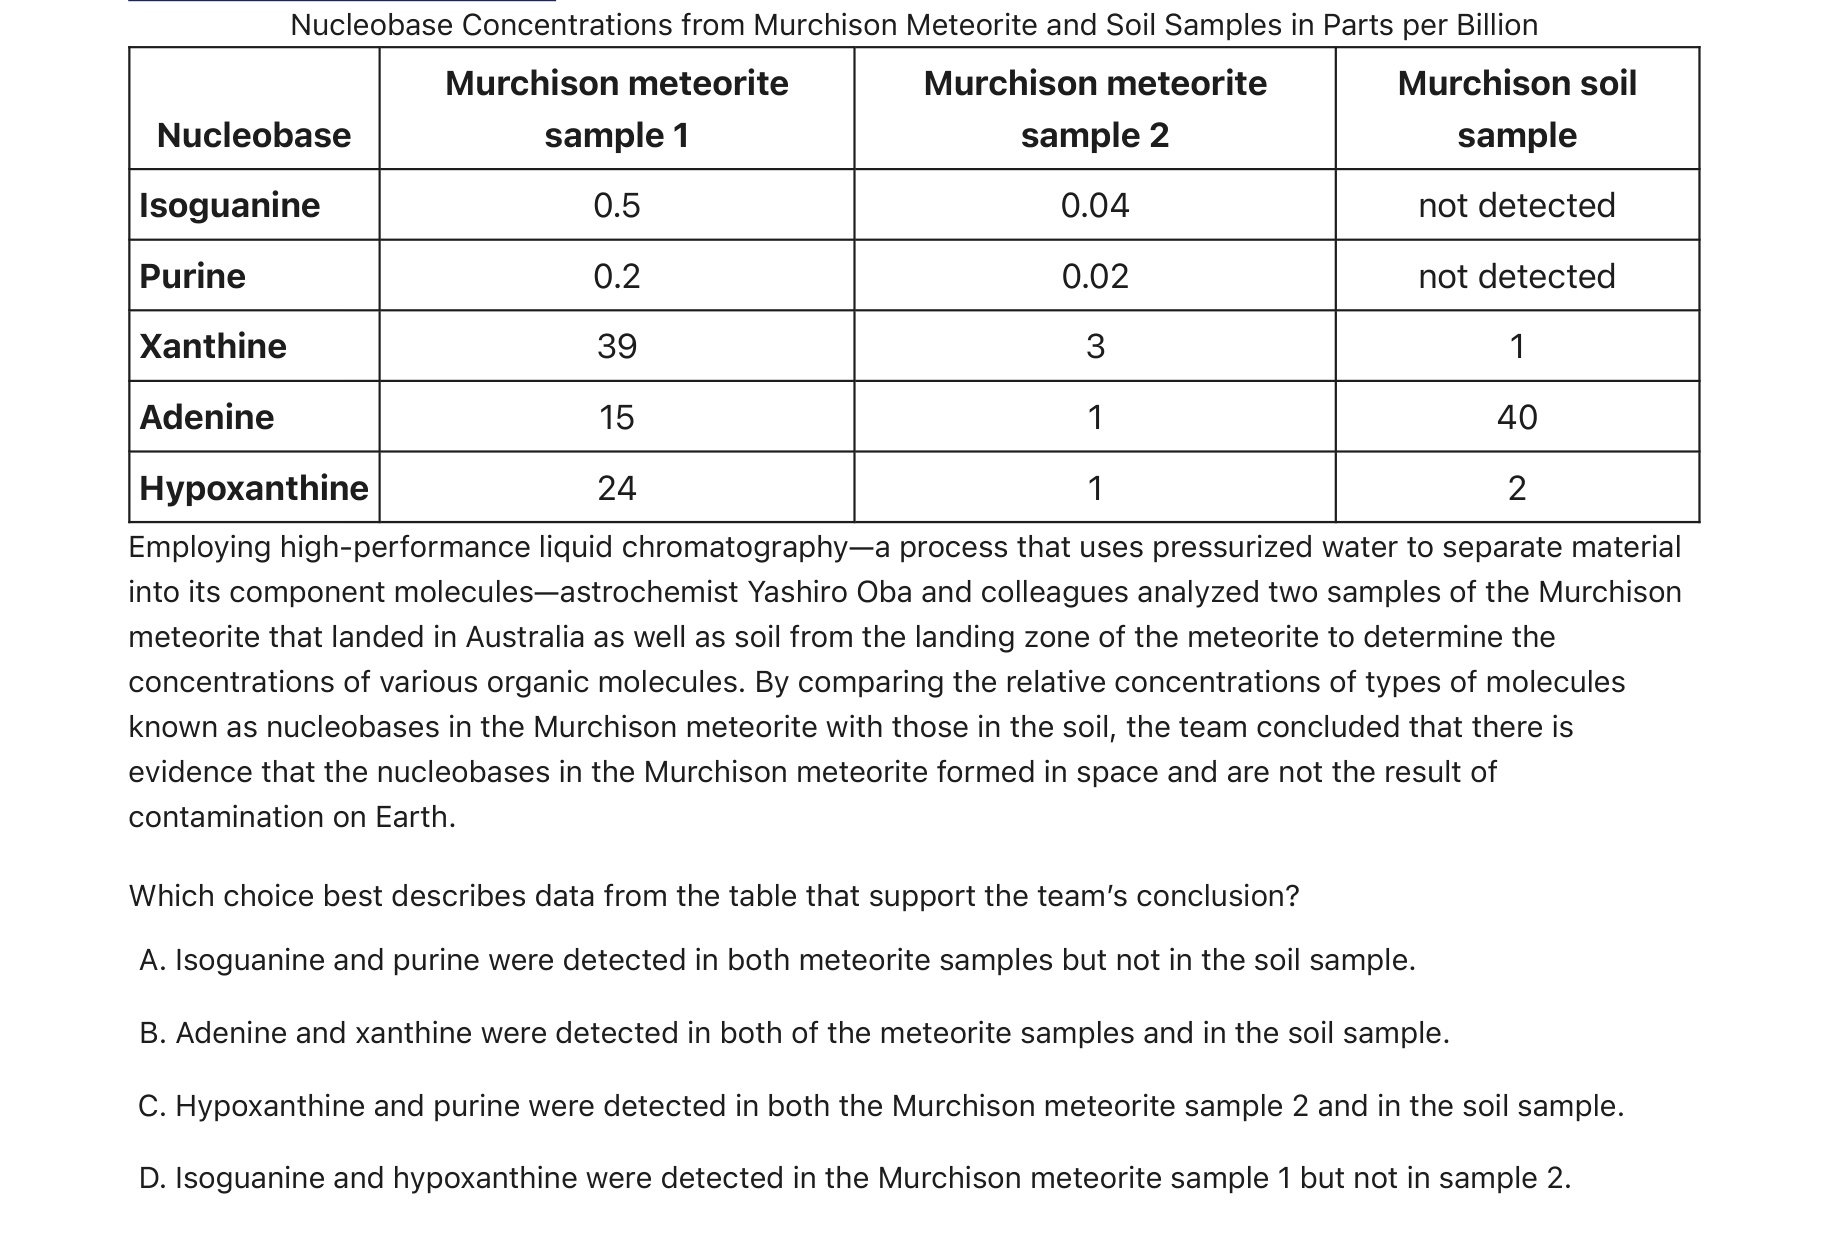 Nucleobase Concentrations from Murchison Meteorite and Soil Samples in Parts per Billion
Nucleobase Murchison meteorite sample 1 Murchison meteorite sample 2 Murchison soil sample
Isoguanine 0.5 0.04 not detected
Purine 0.2 0.02 not detected
Xanthine 39 3 1
Adenine 15 1 40
Hypoxanthine 24 1 2
Employing high-performance liquid chromatography—a process that uses pressurized water to separate material
into its component molecules—astrochemist Yashiro Oba and colleagues analyzed two samples of the Murchison
meteorite that landed in Australia as well as soil from the landing zone of the meteorite to determine the
concentrations of various organic molecules. By comparing the relative concentrations of types of molecules
known as nucleobases in the Murchison meteorite with those in the soil, the team concluded that there is
evidence that the nucleobases in the Murchison meteorite formed in space and are not the result of
contamination on Earth.
Which choice best describes data from the table that support the team’s conclusion?
A. Isoguanine and purine were detected in both meteorite samples but not in the soil sample.
B. Adenine and xanthine were detected in both of the meteorite samples and in the soil sample.
C. Hypoxanthine and purine were detected in both the Murchison meteorite sample 2 and in the soil sample.
D. Isoguanine and hypoxanthine were detected in the Murchison meteorite sample 1 but not in sample 2.